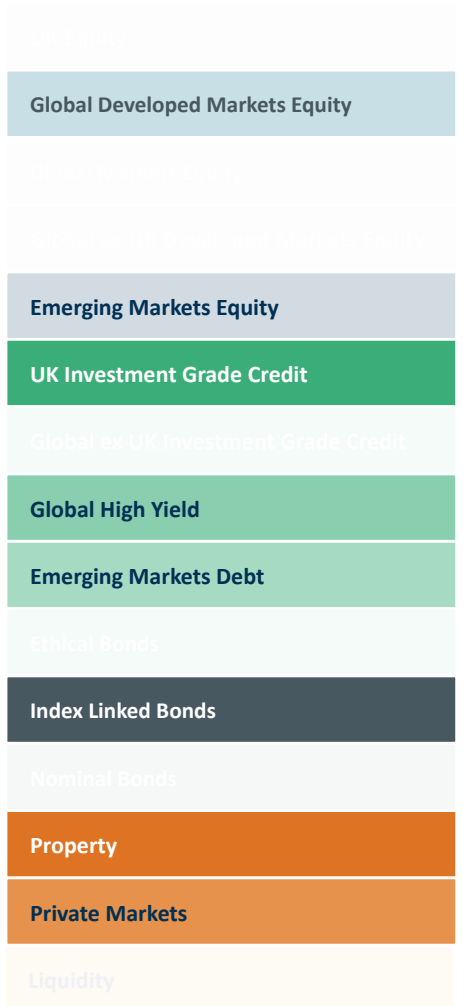 Global Developed Markets Equity
Emerging Markets Equity
UK Investment Grade Credit
Global ex UK Investment Grade Credit
Global High Yield
Emerging Markets Debt
Ethical Bonds
Index Linked Bonds
Nominal Bonds
Property
Private Markets
Liquidity